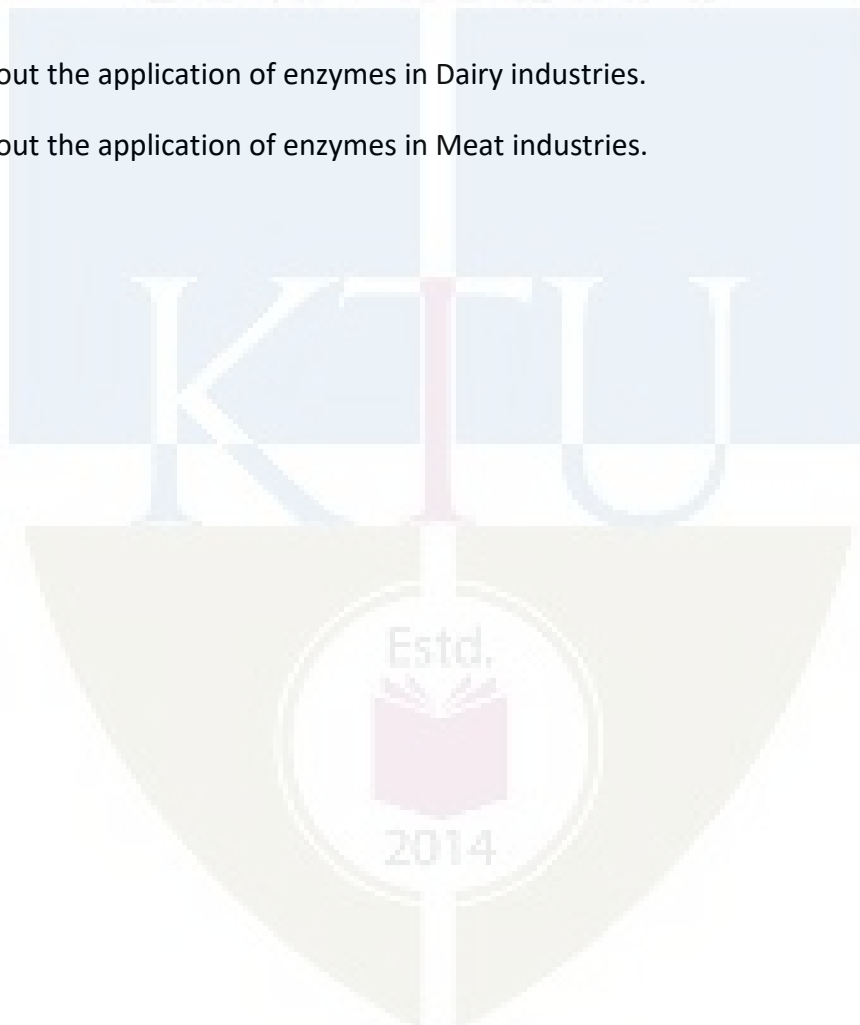 out the application of enzymes in Dairy industries.
out the application of enzymes in Meat industries.
KTU
Estd.
2014